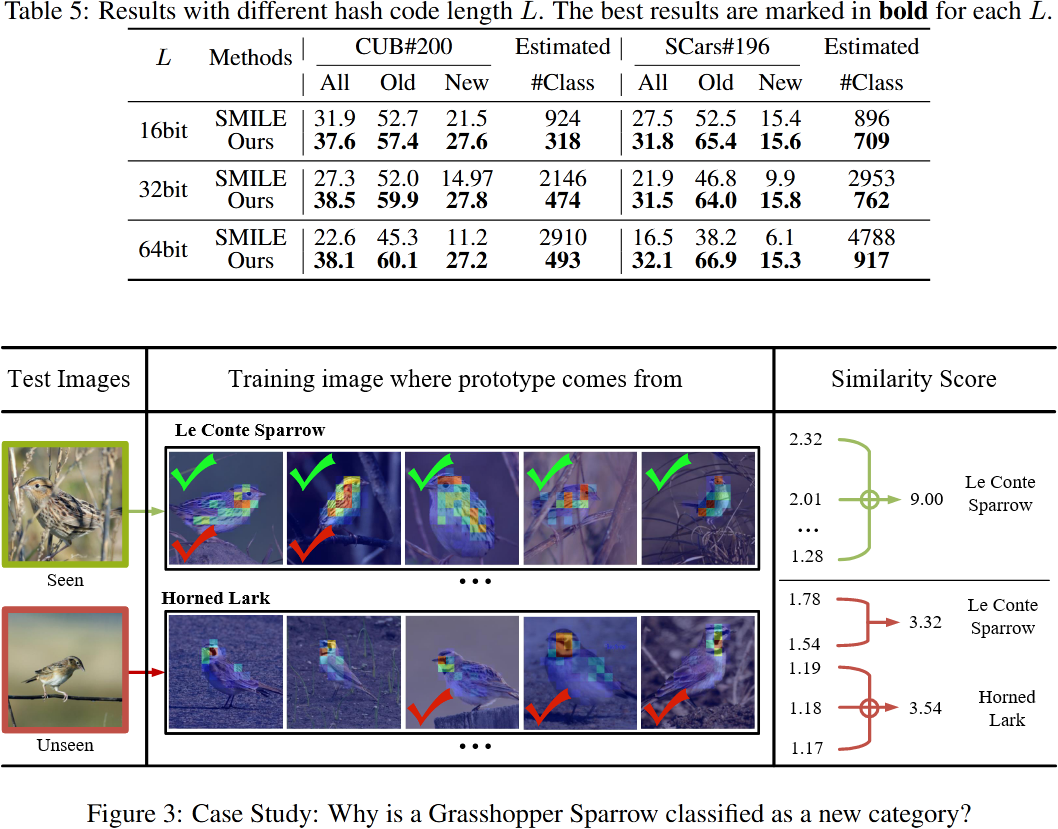 Table 5: Results with different hash code length L. The best results are marked in bold for each L.
L Methods CUB#200 Estimated SCars#196 Estimated
All Old New #Class All Old New #Class
16bit SMILE 31.9 52.7 21.5 924 27.5 52.5 15.4 896
Ours 37.6 57.4 27.6 318 31.8 65.4 15.6 709
32bit SMILE 27.3 52.0 14.97 2146 21.9 46.8 9.9 2953
Ours 38.5 59.9 27.8 474 31.5 64.0 15.8 762
64bit SMILE 22.6 45.3 11.2 2910 16.5 38.2 6.1 4788
Ours 38.1 60.1 27.2 493 32.1 66.9 15.3 917
Test Images Training image where prototype comes from Similarity Score
Le Conte Sparrow
2.32
2.01 9.00 Le Conte
Sparrow
...
1.28
Seen
...
Horned Lark
1.78
1.54 3.32 Le Conte
Sparrow
1.19
1.18 3.54 Horned
Lark
1.17
Unseen
...
Figure 3: Case Study: Why is a Grasshopper Sparrow classified as a new category?